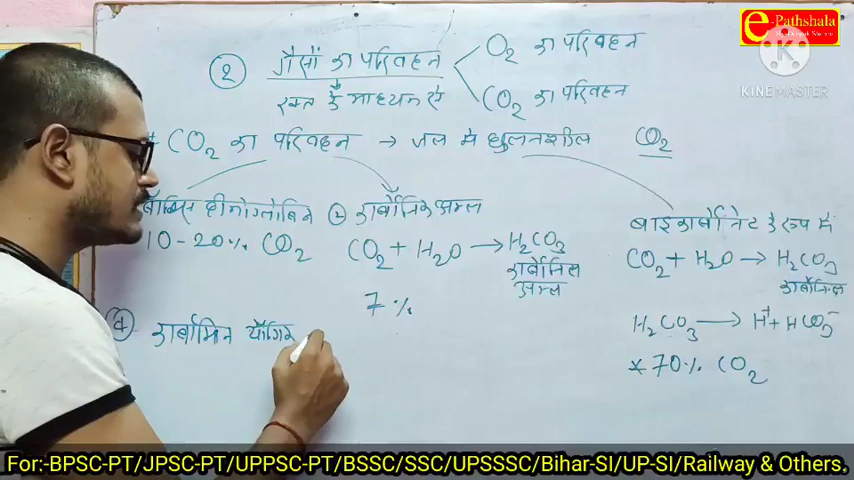 e-Pathshala
KINEMASTER
② गैसों का परिवहन
रक्त के माध्यम से
O₂ का परिवहन
CO₂ का परिवहन
* CO₂ का परिवहन → जल में घुलनशील CO₂
हीमोग्लोबिन
10-20% CO₂
② कार्बोनिक अम्ल
CO₂ + H₂O → H₂CO₃
कार्बोनिक
अम्ल
7%
बाइकार्बोनेट के रूप में
CO₂ + H₂O → H₂CO₃
कार्बोनिक
H₂CO₃ → H⁺ + HCO₃⁻
* 70% CO₂
कार्बामिन यौगिक
For:-BPSC-PT/JPSC-PT/UPPSC-PT/BSSC/SSC/UPSSSC/Bihar-SI/UP-SI/Railway & Others.